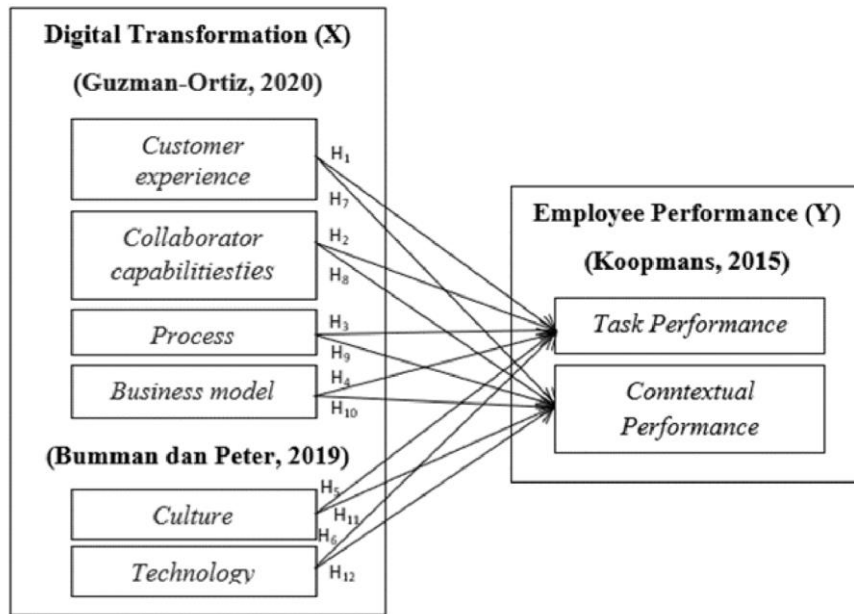 Digital Transformation (X)
(Guzman-Ortiz, 2020)
Customer
experience
H1
H7
Collaborator
capabilitiesties
H2
H8
Process
H3
H9
Business model
H4
H10
(Bumman dan Peter, 2019)
Culture
H5
H11
Technology
H6
H12
Employee Performance (Y)
(Koopmans, 2015)
Task Performance
Conntextual
Performance